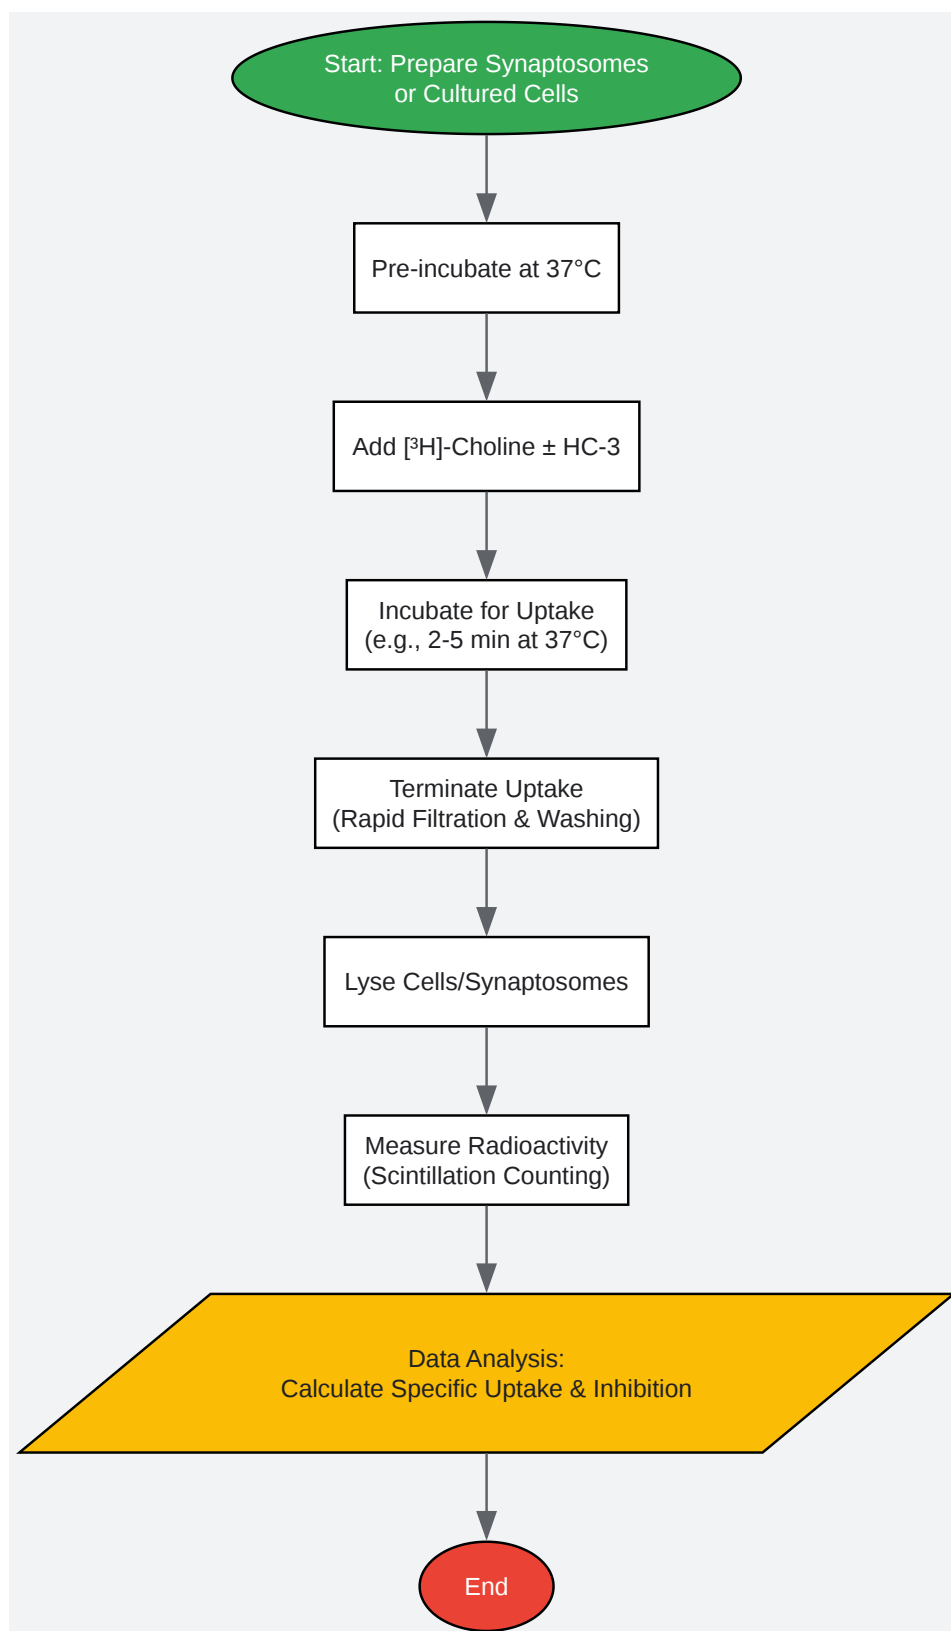 Start: Prepare Synaptosomes
or Cultured Cells
Pre-incubate at 37°C
Add [³H]-Choline ± HC-3
Incubate for Uptake
(e.g., 2-5 min at 37°C)
Terminate Uptake
(Rapid Filtration & Washing)
Lyse Cells/Synaptosomes
Measure Radioactivity
(Scintillation Counting)
Data Analysis:
Calculate Specific Uptake & Inhibition
End